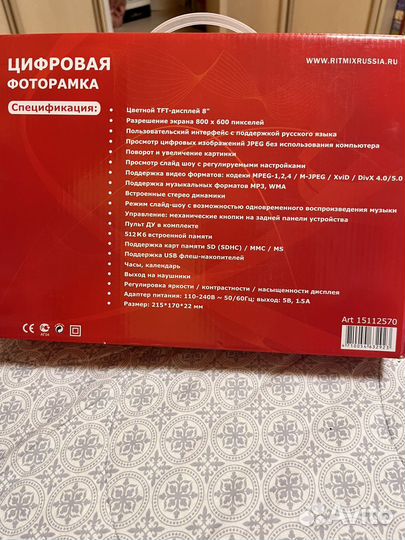 ЦИФРОВАЯ
ФОТОРАМКА
WWW.RITMIXRUSSIA.RU
Спецификация:
Цветной TFT-дисплей 8"
Разрешение экрана 800 х 600 пикселей
Пользовательский интерфейс с поддержкой русского языка
Просмотр цифровых изображений JPEG без использования компьютера
Поворот и увеличение картинки
Просмотр слайд шоу с регулируемыми настройками
Поддержка видео форматов: кодеки MPEG-1,2,4 / M-JPEG / XviD / DivX 4.0/5.0
Поддержка музыкальных форматов MP3, WMA
Встроенные стерео динамики
Режим слайд-шоу с возможностью одновременного воспроизведения музыки
Управление: механические кнопки на задней панели устройства
Пульт ДУ в комплекте
512Кб встроенной памяти
Поддержка карт памяти SD (SDHC) / MMC / MS
Поддержка USB флеш-накопителей
Часы, календарь
Выход на наушники
Регулировка яркости / контрастности / насыщенности дисплея
Адаптер питания: 110-240В ~ 50/60Гц; выход: 5В, 1.5А
Размер: 215*170*22 мм
Art 15112570
CE
Avito